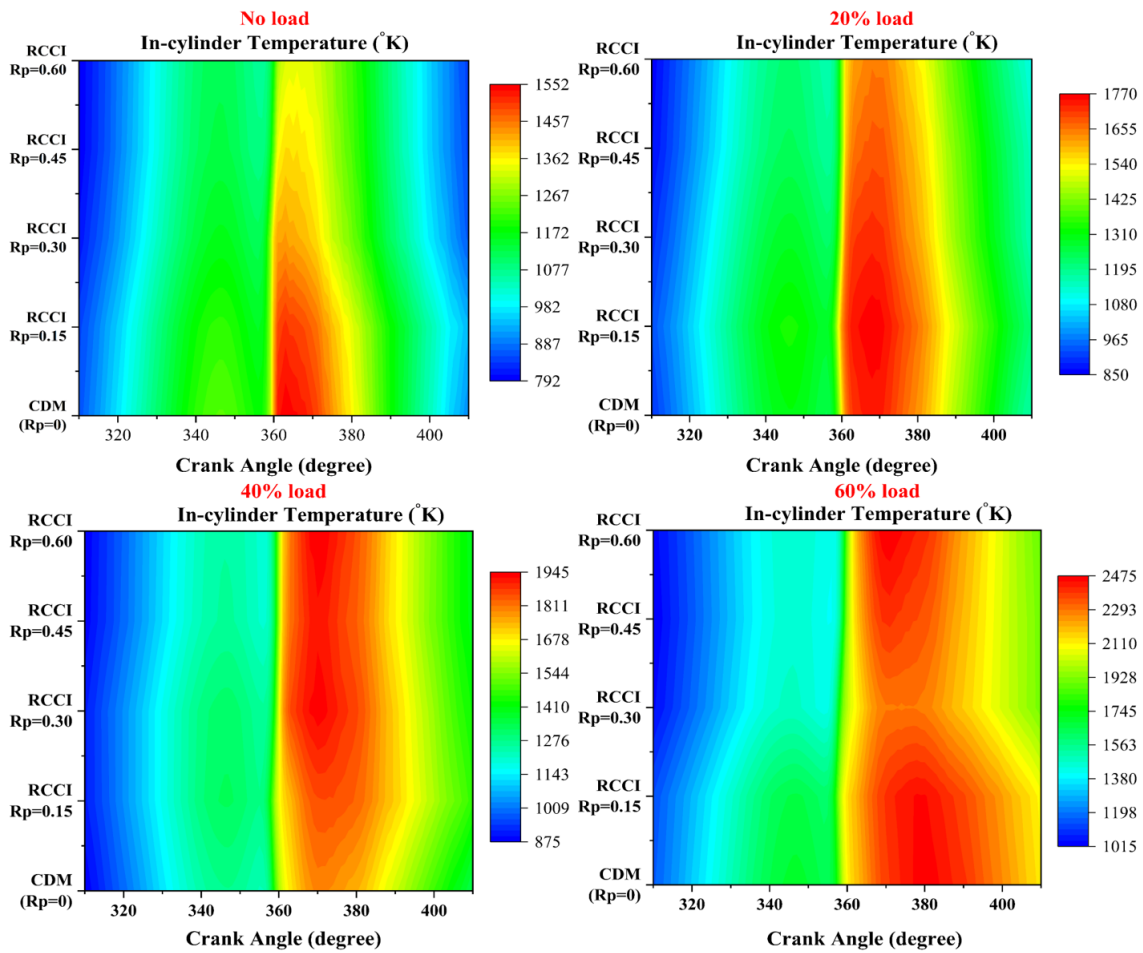 No load
In-cylinder Temperature (°K)
RCCI
Rp=0.60
RCCI
Rp=0.45
RCCI
Rp=0.30
RCCI
Rp=0.15
CDM
(Rp=0)
320 340 360 380 400
Crank Angle (degree)
1552
1457
1362
1267
1172
1077
982
887
792
20% load
In-cylinder Temperature (°K)
RCCI
Rp=0.60
RCCI
Rp=0.45
RCCI
Rp=0.30
RCCI
Rp=0.15
CDM
(Rp=0)
320 340 360 380 400
Crank Angle (degree)
1770
1655
1540
1425
1310
1195
1080
965
850
40% load
In-cylinder Temperature (°K)
RCCI
Rp=0.60
RCCI
Rp=0.45
RCCI
Rp=0.30
RCCI
Rp=0.15
CDM
(Rp=0)
320 340 360 380 400
Crank Angle (degree)
1945
1811
1678
1544
1410
1276
1143
1009
875
60% load
In-cylinder Temperature (°K)
RCCI
Rp=0.60
RCCI
Rp=0.45
RCCI
Rp=0.30
RCCI
Rp=0.15
CDM
(Rp=0)
320 340 360 380 400
Crank Angle (degree)
2475
2293
2110
1928
1745
1563
1380
1198
1015